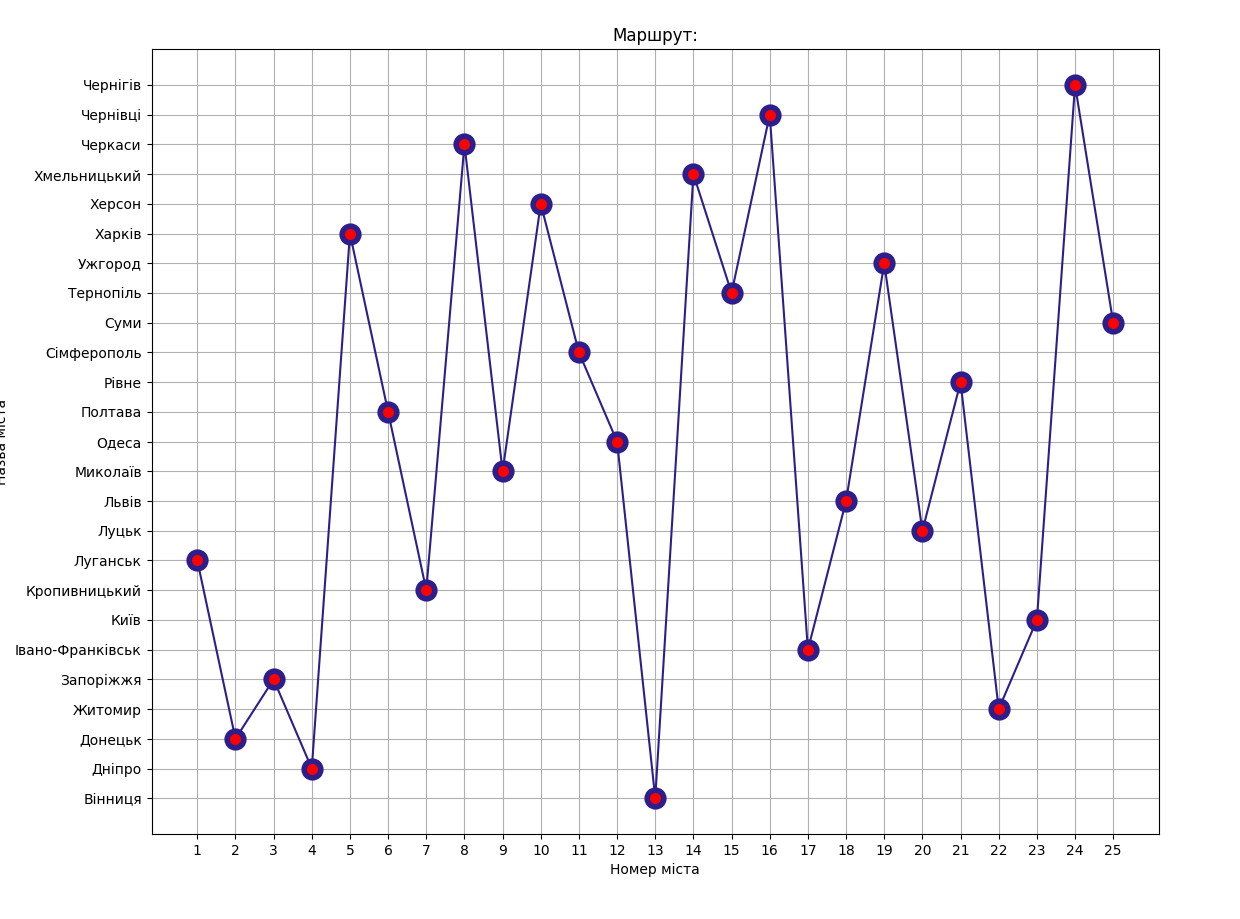 Маршрут:
Чернігів
Чернівці
Черкаси
Хмельницький
Херсон
Харків
Ужгород
Тернопіль
Суми
Сімферополь
Рівне
Полтава
Одеса
Миколаїв
Львів
Луцьк
Луганськ
Кропивницький
Київ
Івано-Франківськ
Запоріжжя
Житомир
Донецьк
Дніпро
Вінниця
Назва міста
1 2 3 4 5 6 7 8 9 10 11 12 13 14 15 16 17 18 19 20 21 22 23 24 25
Номер міста